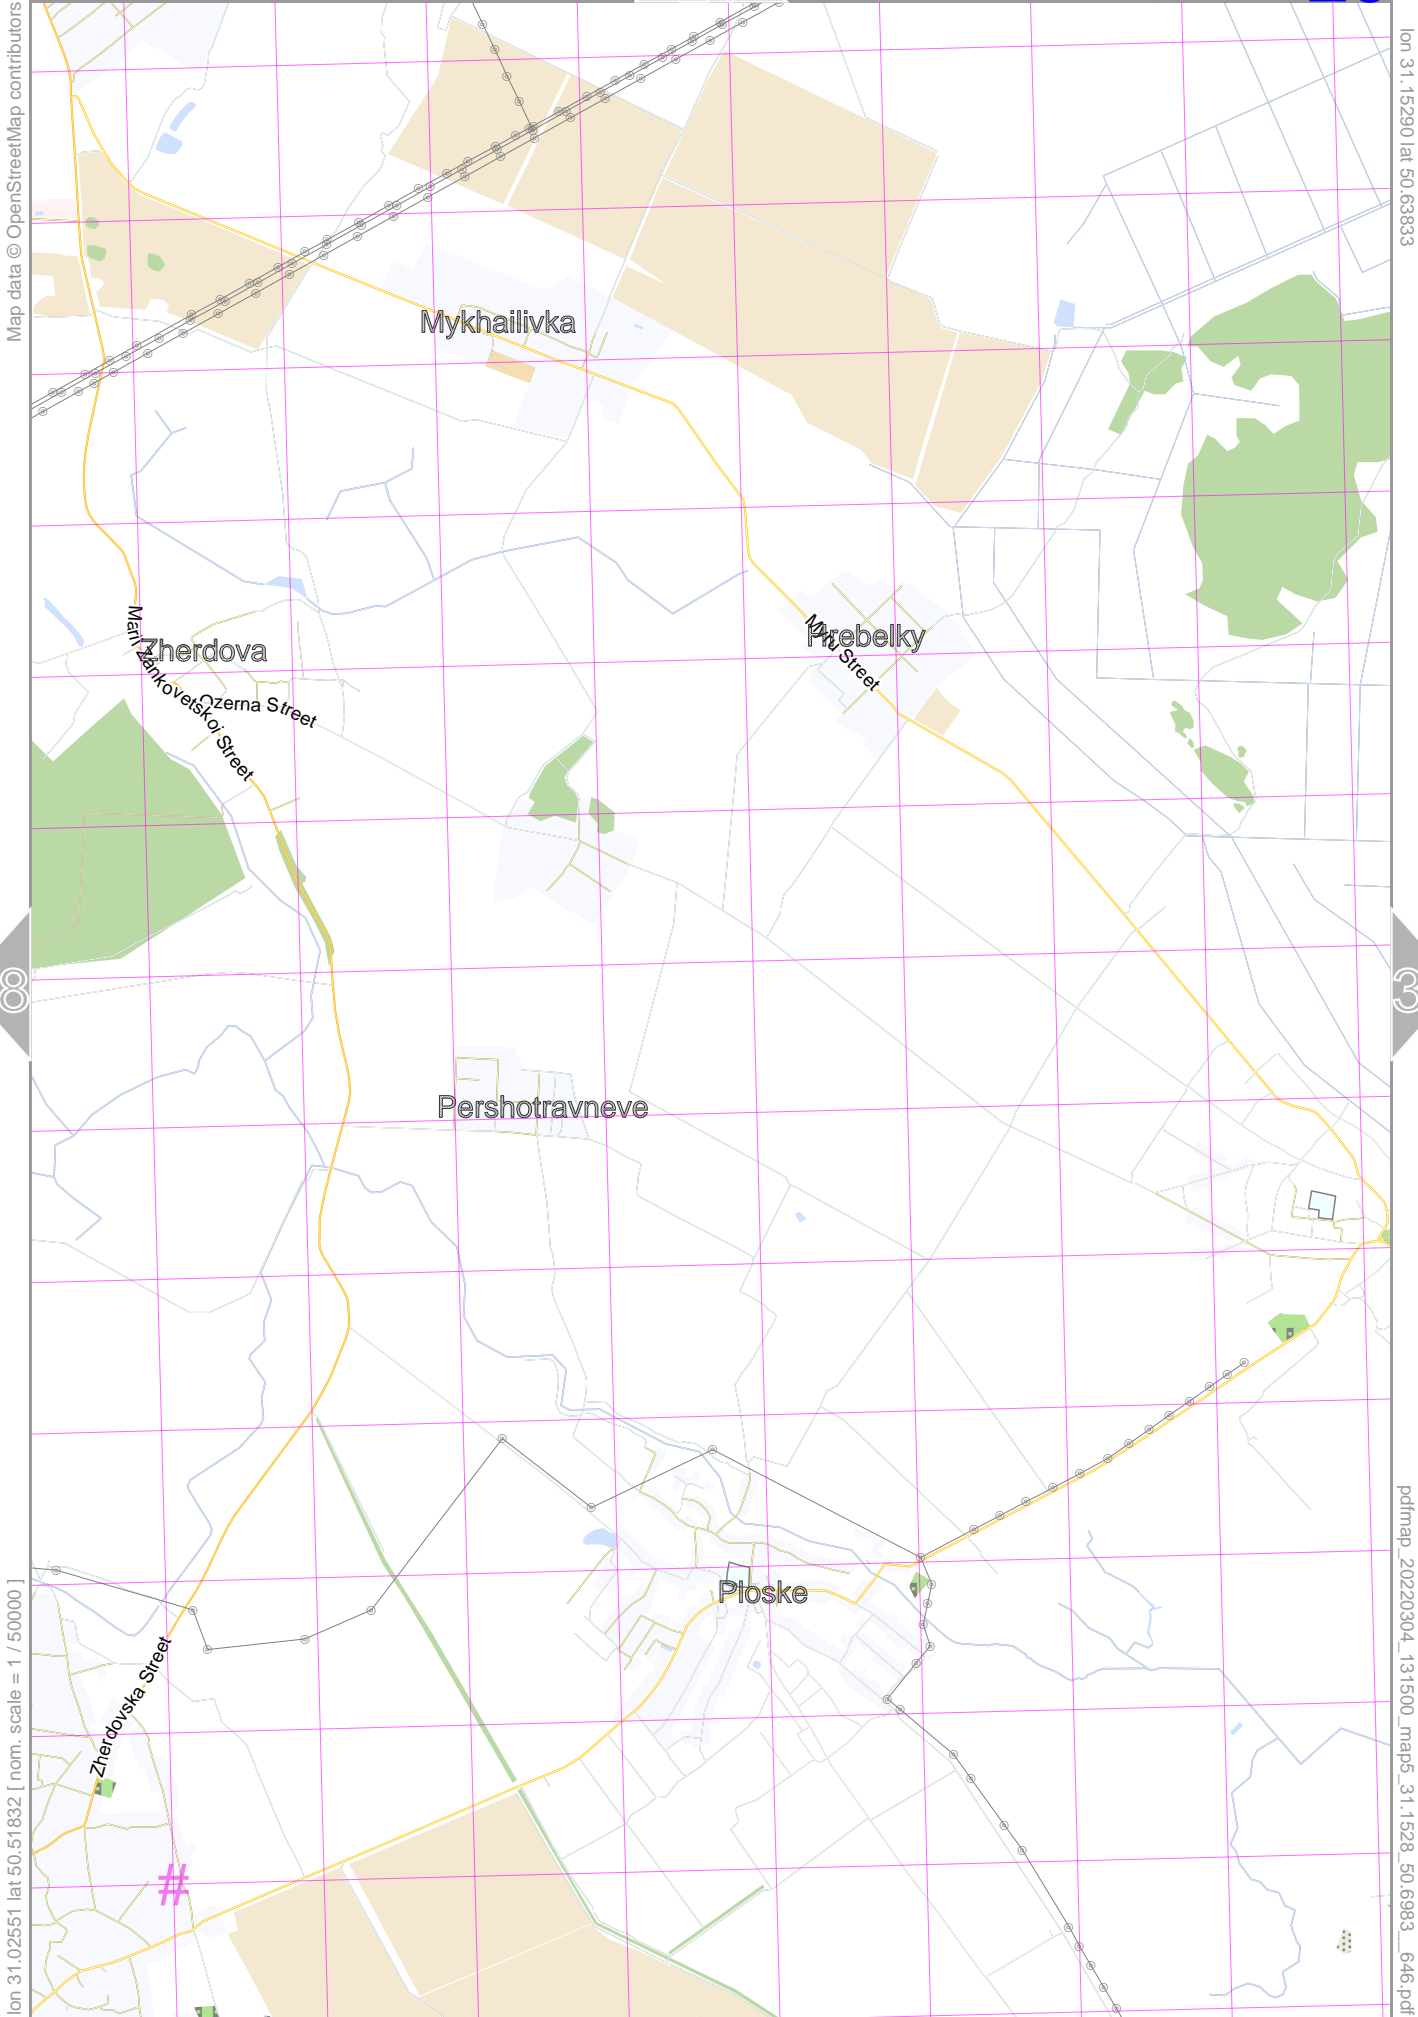 Map data © OpenStreetMap contributors
lon 31.15290 lat 50.63833
Mykhailivka
Hrebelky
Myru Street
Zherdova
Ozerna Street
Marii Zankovetskoi Street
8
3
Pershotravneve
Ploske
Zherdovska Street
#
lon 31.02551 lat 50.51832 [ nom. scale = 1 / 50000 ]
pdfmap_20220304_131500_map5_31.1528_50.6983__646.pdf